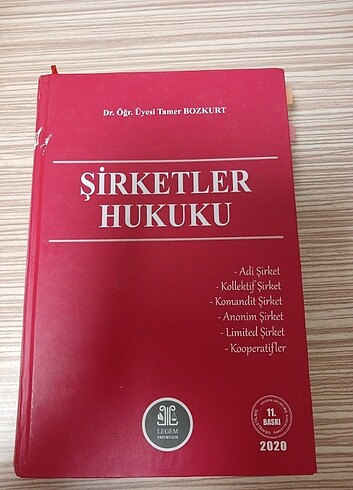 Dr. Öğr. Üyesi Tamer BOZKURT
ŞİRKETLER
HUKUKU
- Adi Şirket
- Kollektif Şirket
- Komandit Şirket
- Anonim Şirket
- Limited Şirket
- Kooperatifler
LEGEM
YAYINCILIK
11.
BASKI
2020